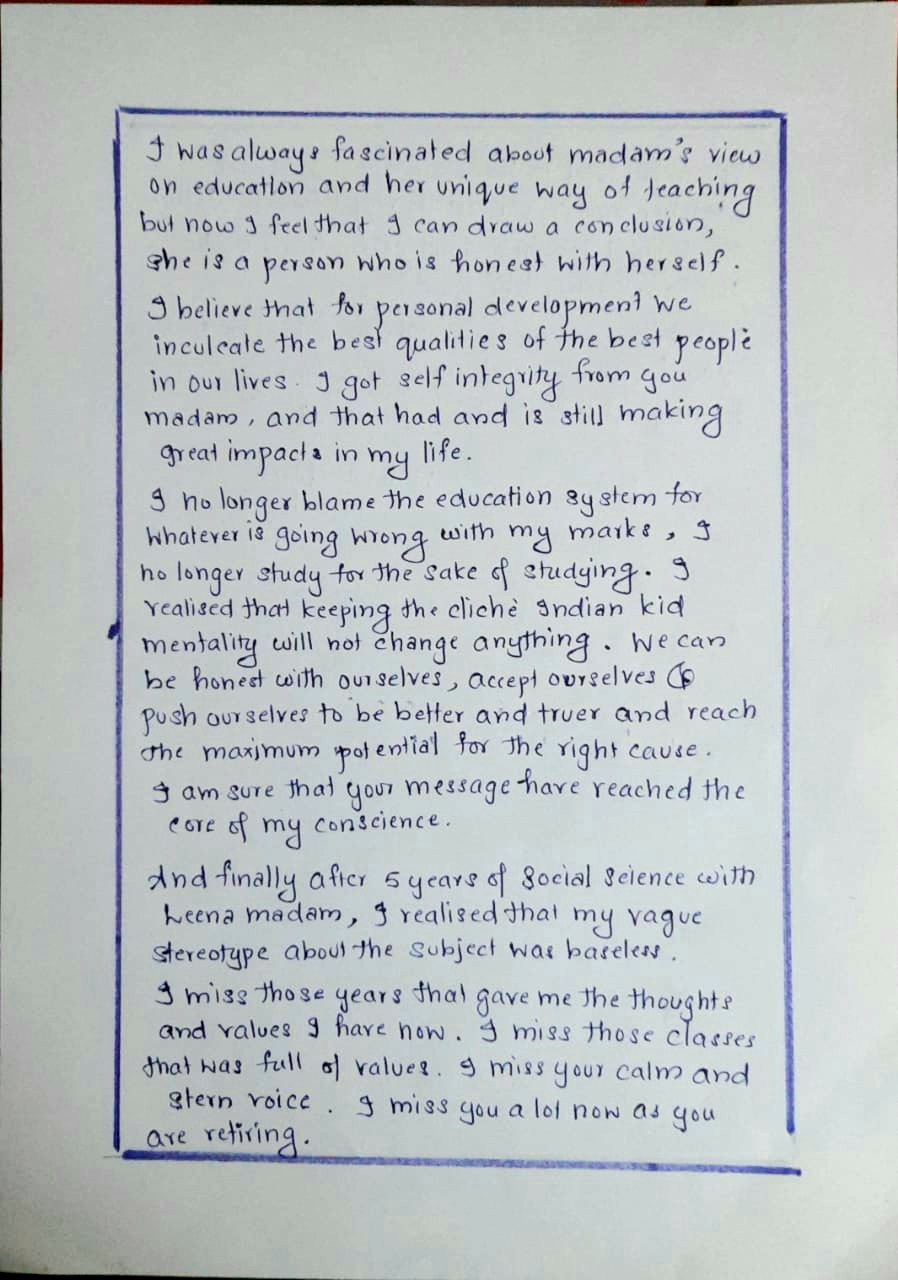 I was always fascinated about madam's view
on education and her unique way of teaching
but now I feel that I can draw a conclusion,
she is a person who is honest with herself.
I believe that for personal development we
inculcate the best qualities of the best people
in our lives. I got self integrity from you
madam, and that had and is still making
great impacts in my life.
I no longer blame the education system for
whatever is going wrong with my marks, I
no longer study for the sake of studying. I
realised that keeping the clichè Indian kid
mentality will not change anything. We can
be honest with ourselves, accept ourselves &
push ourselves to be better and truer and reach
the maximum potential for the right cause.
I am sure that your message have reached the
core of my conscience.
And finally after 5 years of Social Science with
Leena madam, I realised that my vague
stereotype about the subject was baseless.
I miss those years that gave me the thoughts
and values I have now. I miss those classes
that was full of values. I miss your calm and
stern voice. I miss you a lot now as you
are retiring.